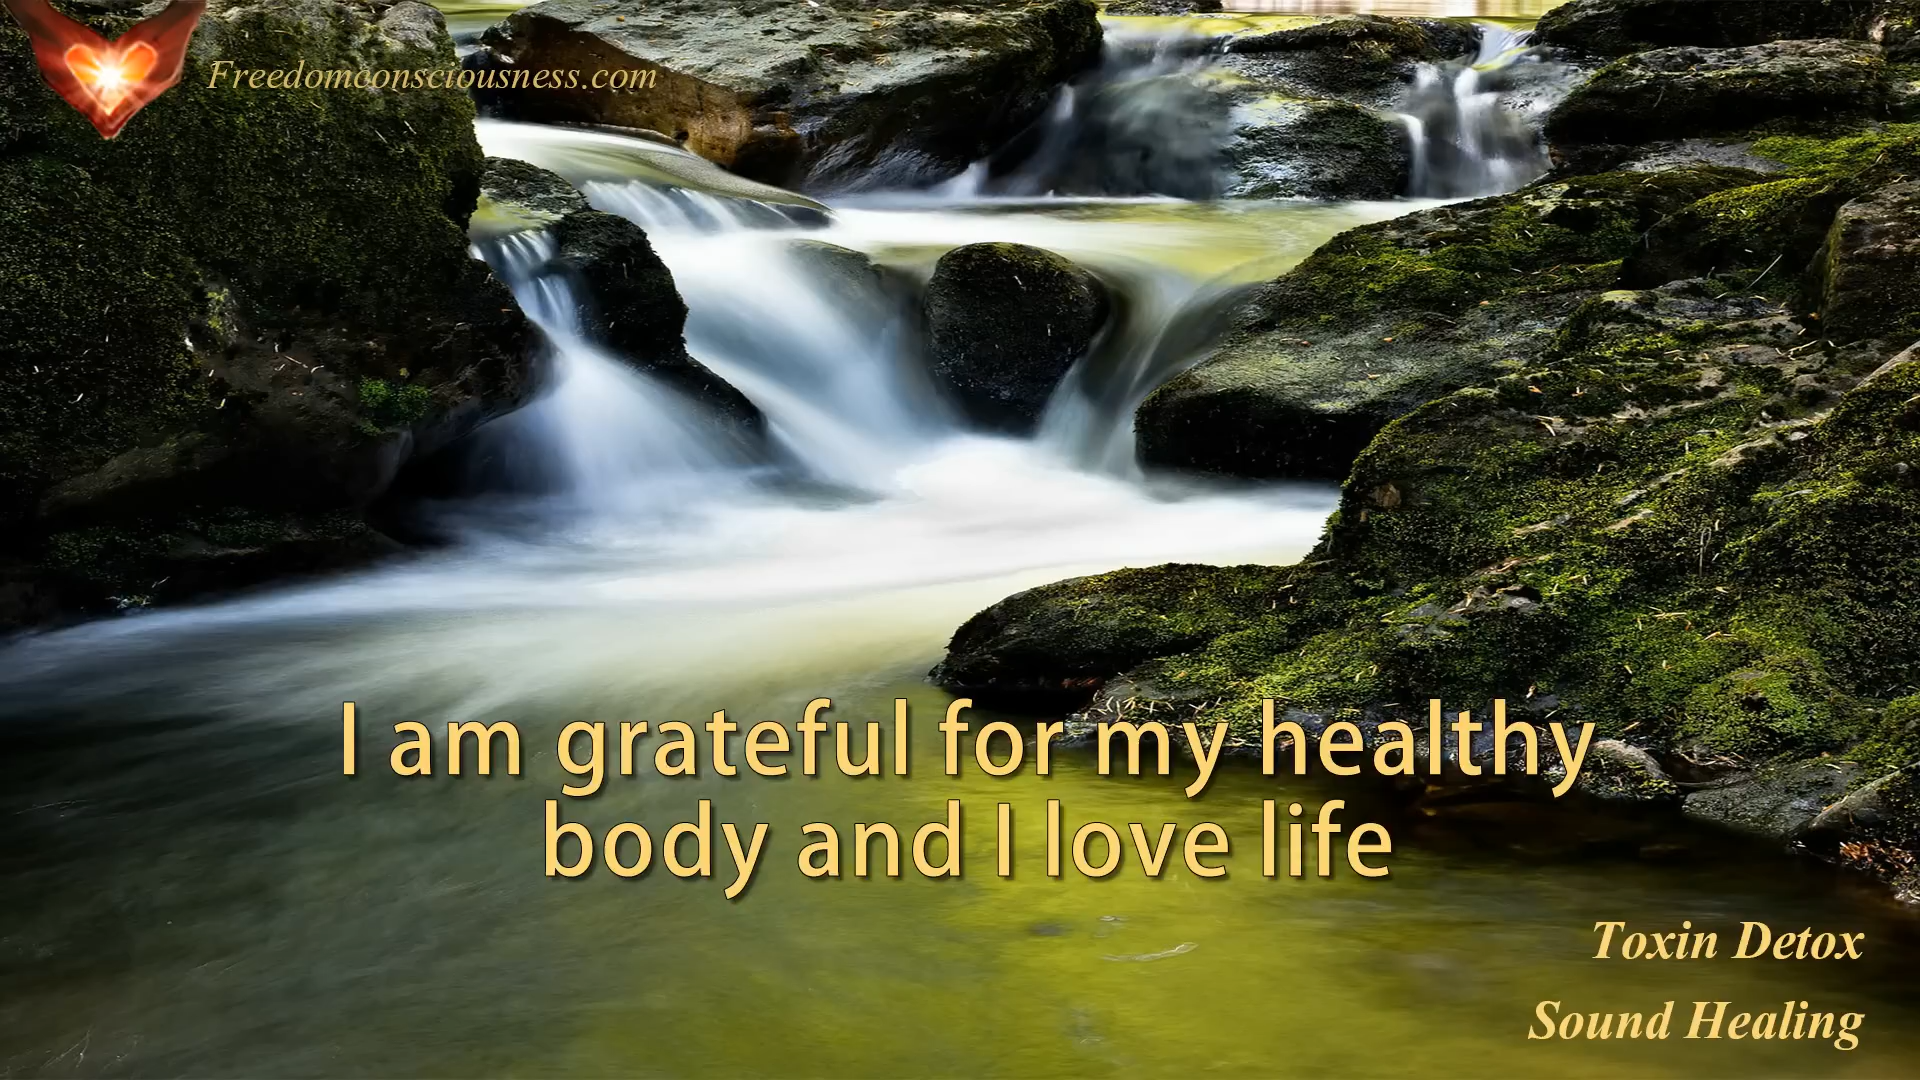 Freedomconsciousness.com
I am grateful for my healthy
body and I love life
Toxin Detox
Sound Healing